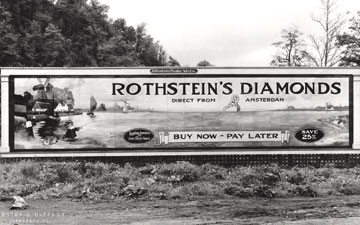 ROTHSTEIN'S DIAMONDS
DIRECT FROM AMSTERDAM
BUY NOW - PAY LATER
SAVE
25%